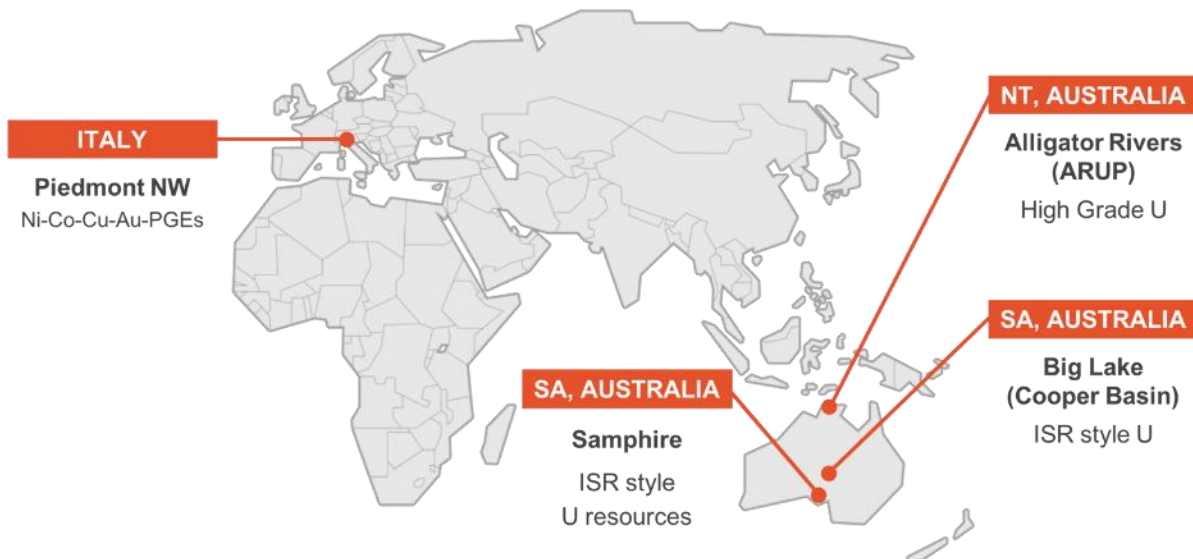 ITALY
Piedmont NW
Ni-Co-Cu-Au-PGEs
NT, AUSTRALIA
Alligator Rivers
(ARUP)
High Grade U
SA, AUSTRALIA
Big Lake
(Cooper Basin)
ISR style U
SA, AUSTRALIA
Samphire
ISR style
U resources